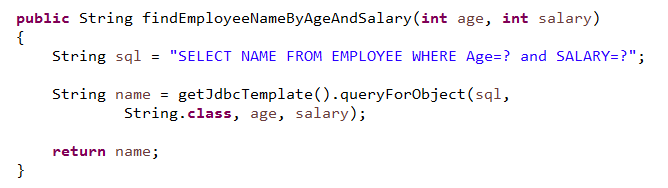 public String findEmployeeNameByAgeAndSalary(int age, int salary)
{
    String sql = "SELECT NAME FROM EMPLOYEE WHERE Age=? and SALARY=?";
    String name = getJdbcTemplate().queryForObject(sql,
            String.class, age, salary);
    return name;
}